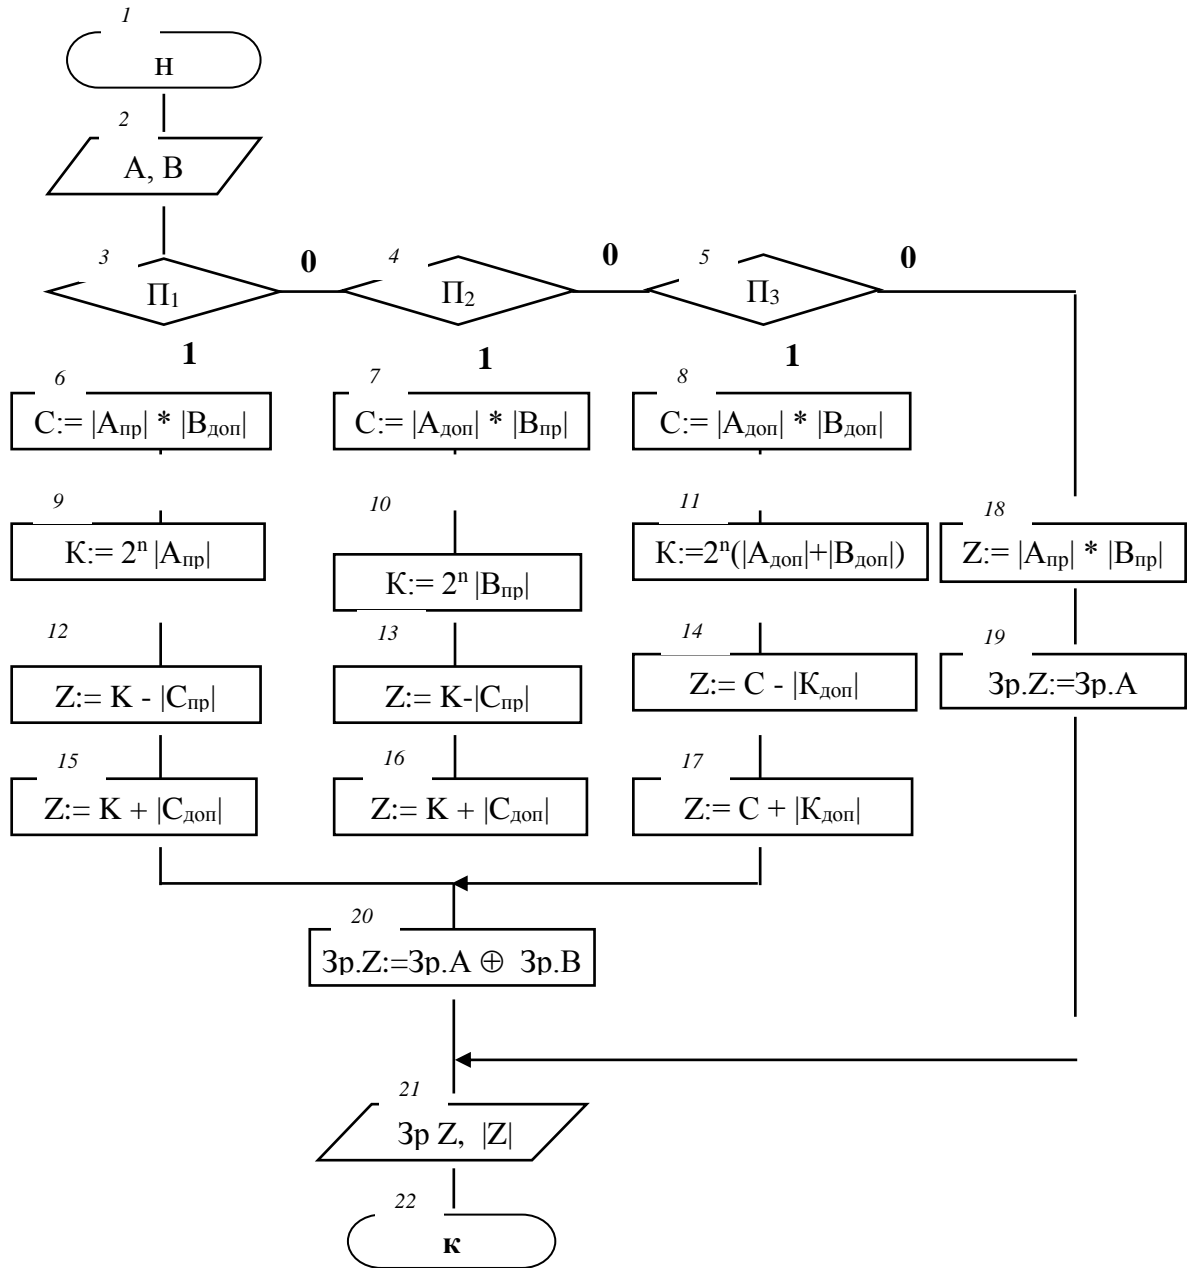 1
н
2
А, В
3
П₁
0
4
П₂
0
5
П₃
0
1
1
1
6
С:= |Aпр| * |Bдоп|
7
С:= |Aдоп| * |Bпр|
8
С:= |Aдоп| * |Bдоп|
9
К:= 2ⁿ |Aпр|
10
К:= 2ⁿ |Bпр|
11
К:=2ⁿ(|Aдоп|+|Bдоп|)
18
Z:= |Aпр| * |Bпр|
12
Z:= K - |Cпр|
13
Z:= K-|Cпр|
14
Z:= C - |Kдоп|
19
Зр.Z:=Зр.А
15
Z:= K + |Cдоп|
16
Z:= K + |Cдоп|
17
Z:= C + |Kдоп|
20
Зр.Z:=Зр.А ⊕ Зр.В
21
Зр Z, |Z|
22
к